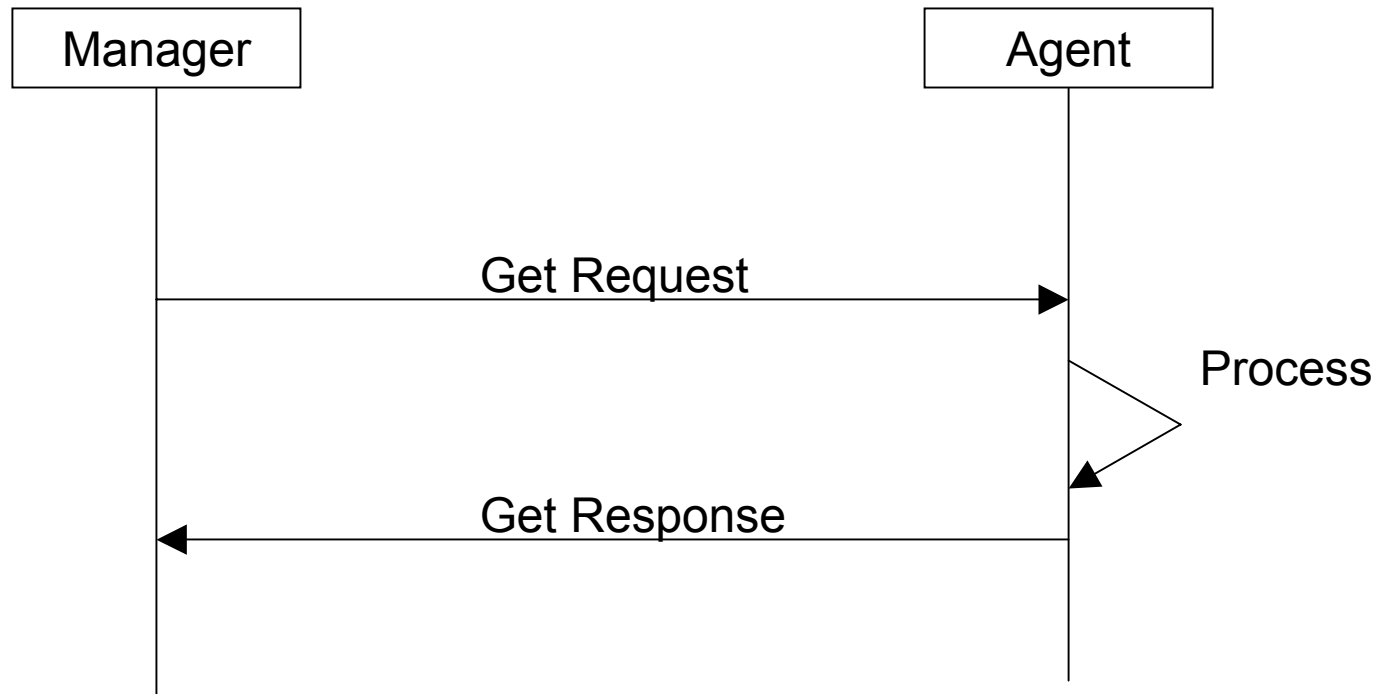 Manager
Agent
Get Request
Process
Get Response